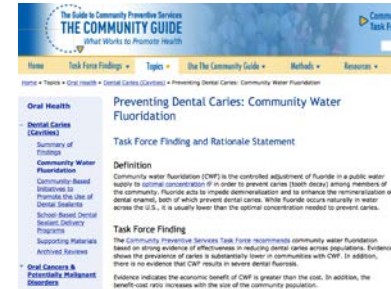 The Guide to Community Preventive Services
THE COMMUNITY GUIDE
What Works to Promote Health
Commu
Task F
Home
Task Force Findings
Topics
Use The Community Guide
Methods
Resources
Home • Topics • Oral Health • Dental Caries (Cavities) • Preventing Dental Caries: Community Water Fluoridation
Oral Health
Dental Caries
(Cavities)
Summary of
Findings
Community Water
Fluoridation
Community-Based
Initiatives to
Promote the Use of
Dental Sealants
School-Based Dental
Sealant Delivery
Programs
Supporting Materials
Archived Reviews
Oral Cancers &
Potentially Malignant
Disorders
Preventing Dental Caries: Community Water
Fluoridation
Task Force Finding and Rationale Statement
Definition
Community water fluoridation (CWF) is the controlled adjustment of fluoride in a public water
supply to optimal concentration in order to prevent caries (tooth decay) among members of
the community. Fluoride acts to impede demineralization and to enhance the remineralization o
dental enamel, both of which prevent dental caries. While fluoride occurs naturally in water
across the U.S., it is usually lower than the optimal concentration needed to prevent caries.
Task Force Finding
The Community Preventive Services Task Force recommends community water fluoridation
based on strong evidence of effectiveness in reducing dental caries across populations. Evidence
shows the prevalence of caries is substantially lower in communities with CWF. In addition,
there is no evidence that CWF results in severe dental fluorosis.
Evidence indicates the economic benefit of CWF is greater than the cost. In addition, the
benefit-cost ratio increases with the size of the community population.